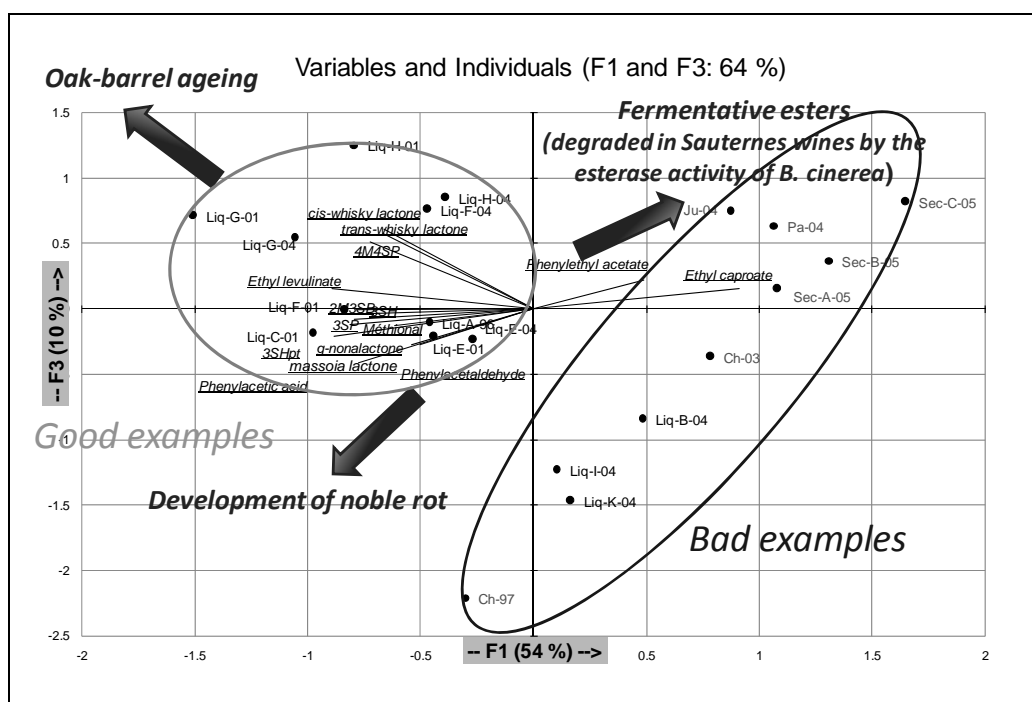 Variables and Individuals (F1 and F3: 64 %)
Oak-barrel ageing
Fermentative esters
(degraded in Sauternes wines by the
esterase activity of B. cinerea)
1.5
1
0.5
0
-0.5
-1
-1.5
-2
-2.5
-- F3 (10 %) -->
Liq-H-01
Liq-H-04
Liq-F-04
Liq-G-01
cis-whisky lactone
trans-whisky lactone
Liq-G-04
4M4SP
Ju-04
Pa-04
Sec-C-05
Phenylethyl acetate
Ethyl caproate
Sec-B-05
Sec-A-05
Ethyl levulinate
Liq-F-01
2M3SP
3SH
3SP
Méthional
Liq-A-96
Liq-E-04
Liq-C-01
3SHpt
g-nonalactone
Liq-E-01
massoia lactone
Phenylacetic acid
Phenylacetaldehyde
Ch-03
Good examples
Development of noble rot
Liq-B-04
Liq-I-04
Liq-K-04
Bad examples
Ch-97
-2
-1.5
-1
-0.5
-- F1 (54 %) -->
0.5
1
1.5
2